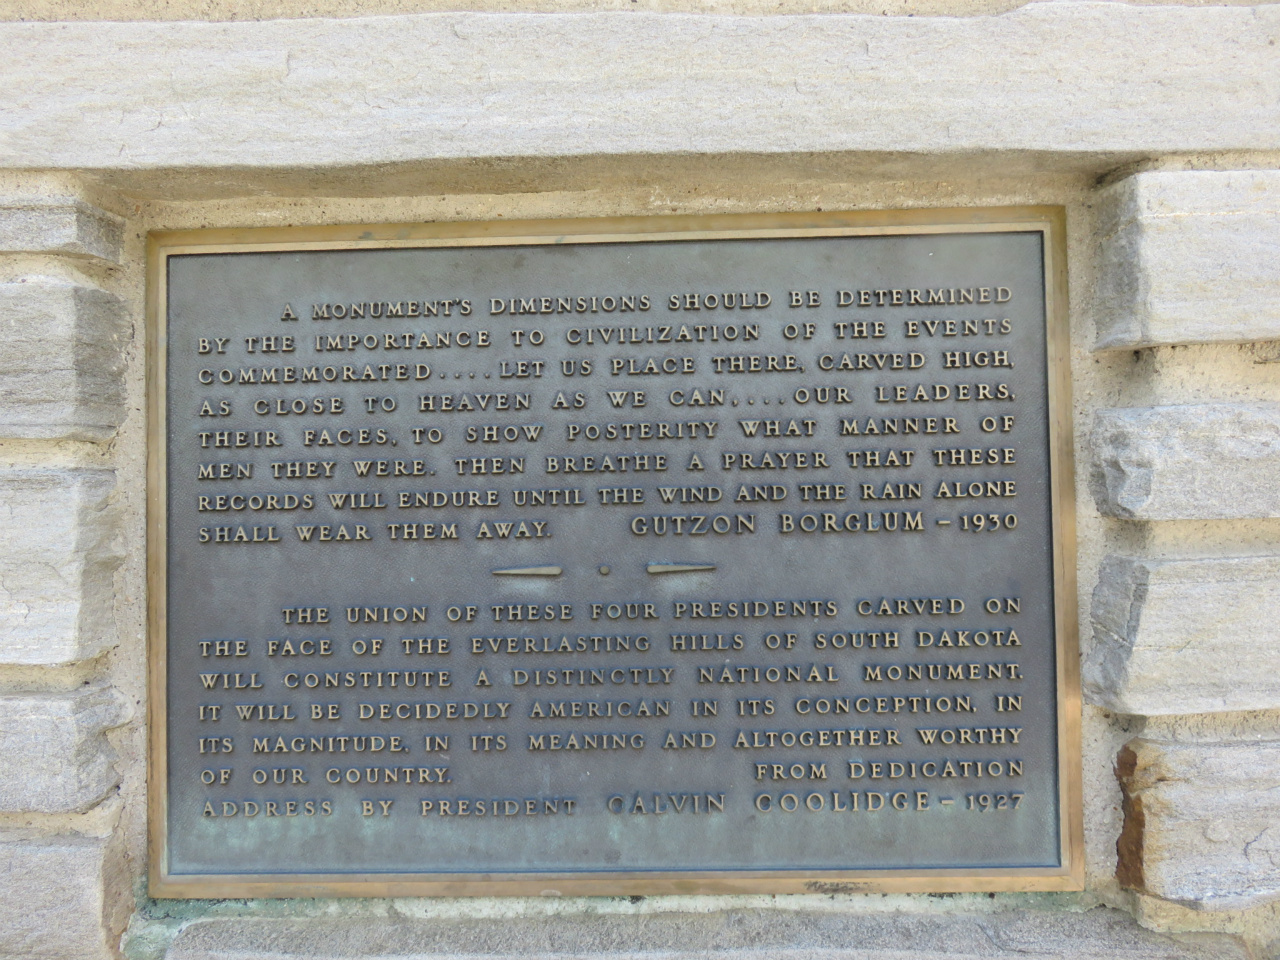 A MONUMENT'S DIMENSIONS SHOULD BE DETERMINED
BY THE IMPORTANCE TO CIVILIZATION OF THE EVENTS
COMMEMORATED....LET US PLACE THERE, CARVED HIGH,
AS CLOSE TO HEAVEN AS WE CAN,....OUR LEADERS,
THEIR FACES, TO SHOW POSTERITY WHAT MANNER OF
MEN THEY WERE. THEN BREATHE A PRAYER THAT THESE
RECORDS WILL ENDURE UNTIL THE WIND AND THE RAIN ALONE
SHALL WEAR THEM AWAY. GUTZON BORGLUM – 1930
THE UNION OF THESE FOUR PRESIDENTS CARVED ON
THE FACE OF THE EVERLASTING HILLS OF SOUTH DAKOTA
WILL CONSTITUTE A DISTINCTLY NATIONAL MONUMENT.
IT WILL BE DECIDEDLY AMERICAN IN ITS CONCEPTION, IN
ITS MAGNITUDE, IN ITS MEANING AND ALTOGETHER WORTHY
OF OUR COUNTRY. FROM DEDICATION
ADDRESS BY PRESIDENT CALVIN COOLIDGE – 1927